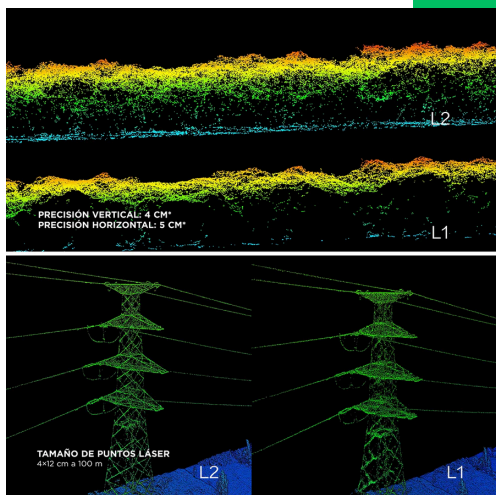 L2
PRECISIÓN VERTICAL: 4 CM*
PRECISIÓN HORÍZONTAL: 5 CM*
L1
TAMAÑO DE PUNTOS LÁSER
4×12 cm a 100 m
L2
L1